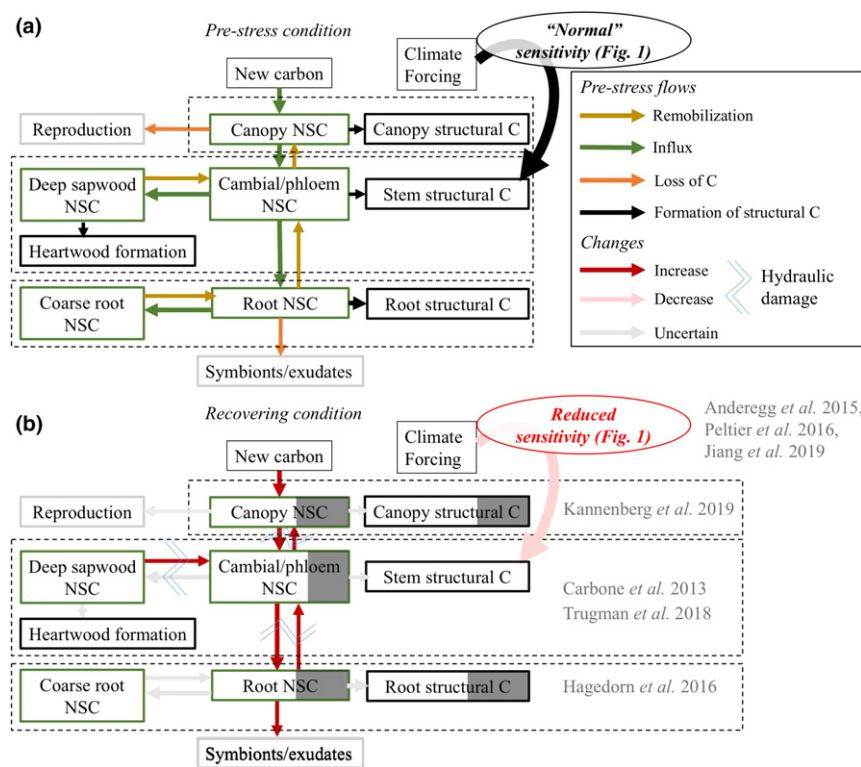 (a)
Pre-stress condition
New carbon
Climate
Forcing
"Normal"
sensitivity (Fig. 1)
Reproduction
Canopy NSC
Canopy structural C
Deep sapwood
NSC
Cambial/phloem
NSC
Stem structural C
Heartwood formation
Coarse root
NSC
Root NSC
Root structural C
Symbionts/exudates
Pre-stress flows
Remobilization
Influx
Loss of C
Formation of structural C
Changes
Increase
Decrease
Hydraulic
damage
Uncertain
(b)
Recovering condition
New carbon
Climate
Forcing
Reduced
sensitivity (Fig. 1)
Anderegg et al. 2015,
Peltier et al. 2016,
Jiang et al. 2019
Reproduction
Canopy NSC
Canopy structural C
Kannenberg et al. 2019
Deep sapwood
NSC
Cambial/phloem
NSC
Stem structural C
Carbone et al. 2013
Trugman et al. 2018
Heartwood formation
Coarse root
NSC
Root NSC
Root structural C
Hagedorn et al. 2016
Symbionts/exudates